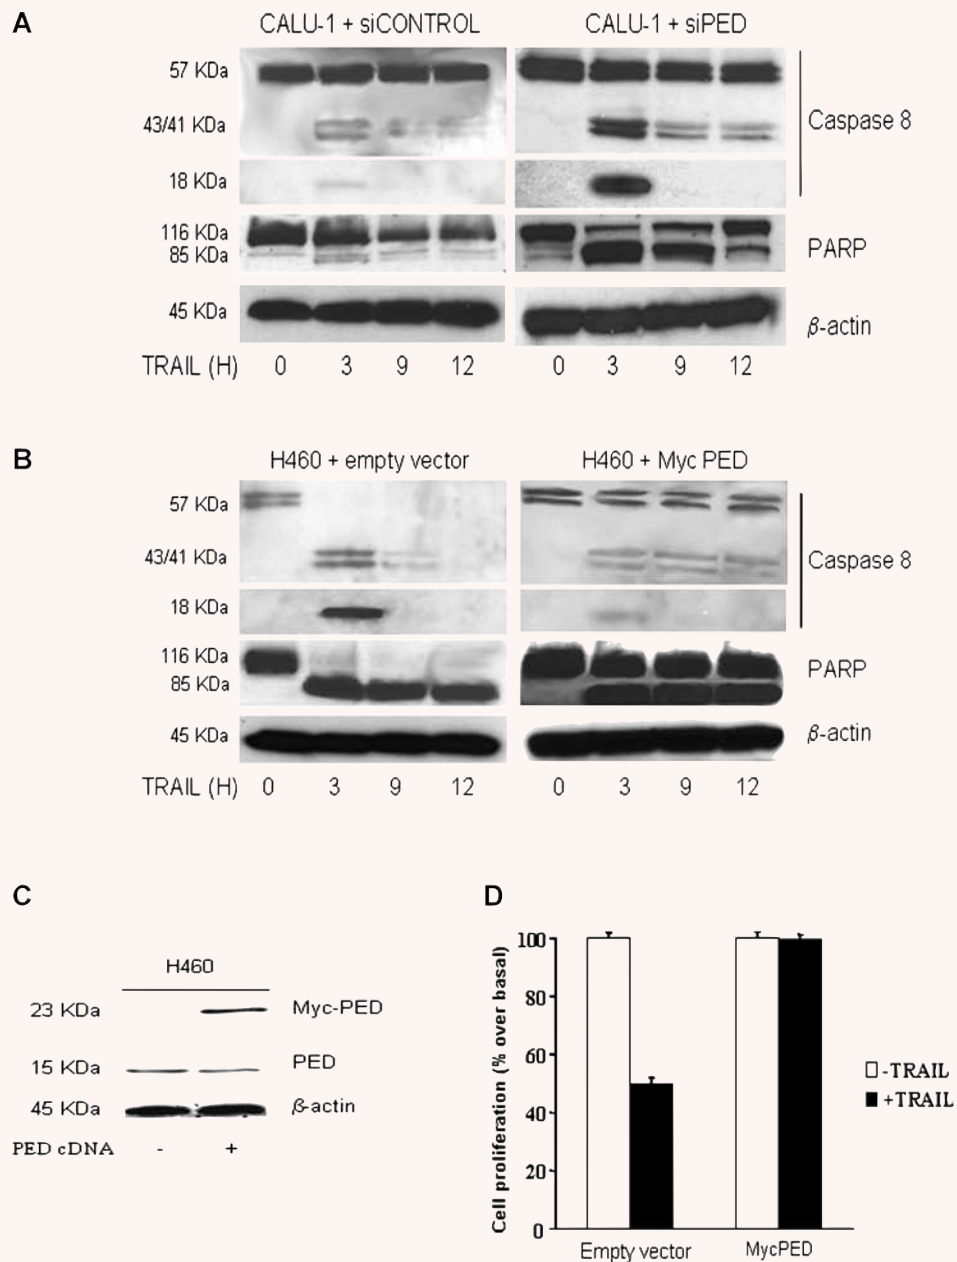 A
CALU-1 + siCONTROL
CALU-1 + siPED
57 KDa
43/41 KDa
18 KDa
Caspase 8
116 KDa
85 KDa
PARP
45 KDa
β-actin
TRAIL (H) 0 3 9 12 0 3 9 12
B
H460 + empty vector
H460 + Myc PED
57 KDa
43/41 KDa
18 KDa
Caspase 8
116 KDa
85 KDa
PARP
45 KDa
β-actin
TRAIL (H) 0 3 9 12 0 3 9 12
C
H460
23 KDa Myc-PED
15 KDa PED
45 KDa β-actin
PED cDNA - +
D
Cell proliferation (% over basal)
100
80
60
40
20
0
Empty vector MycPED
-TRAIL
+TRAIL